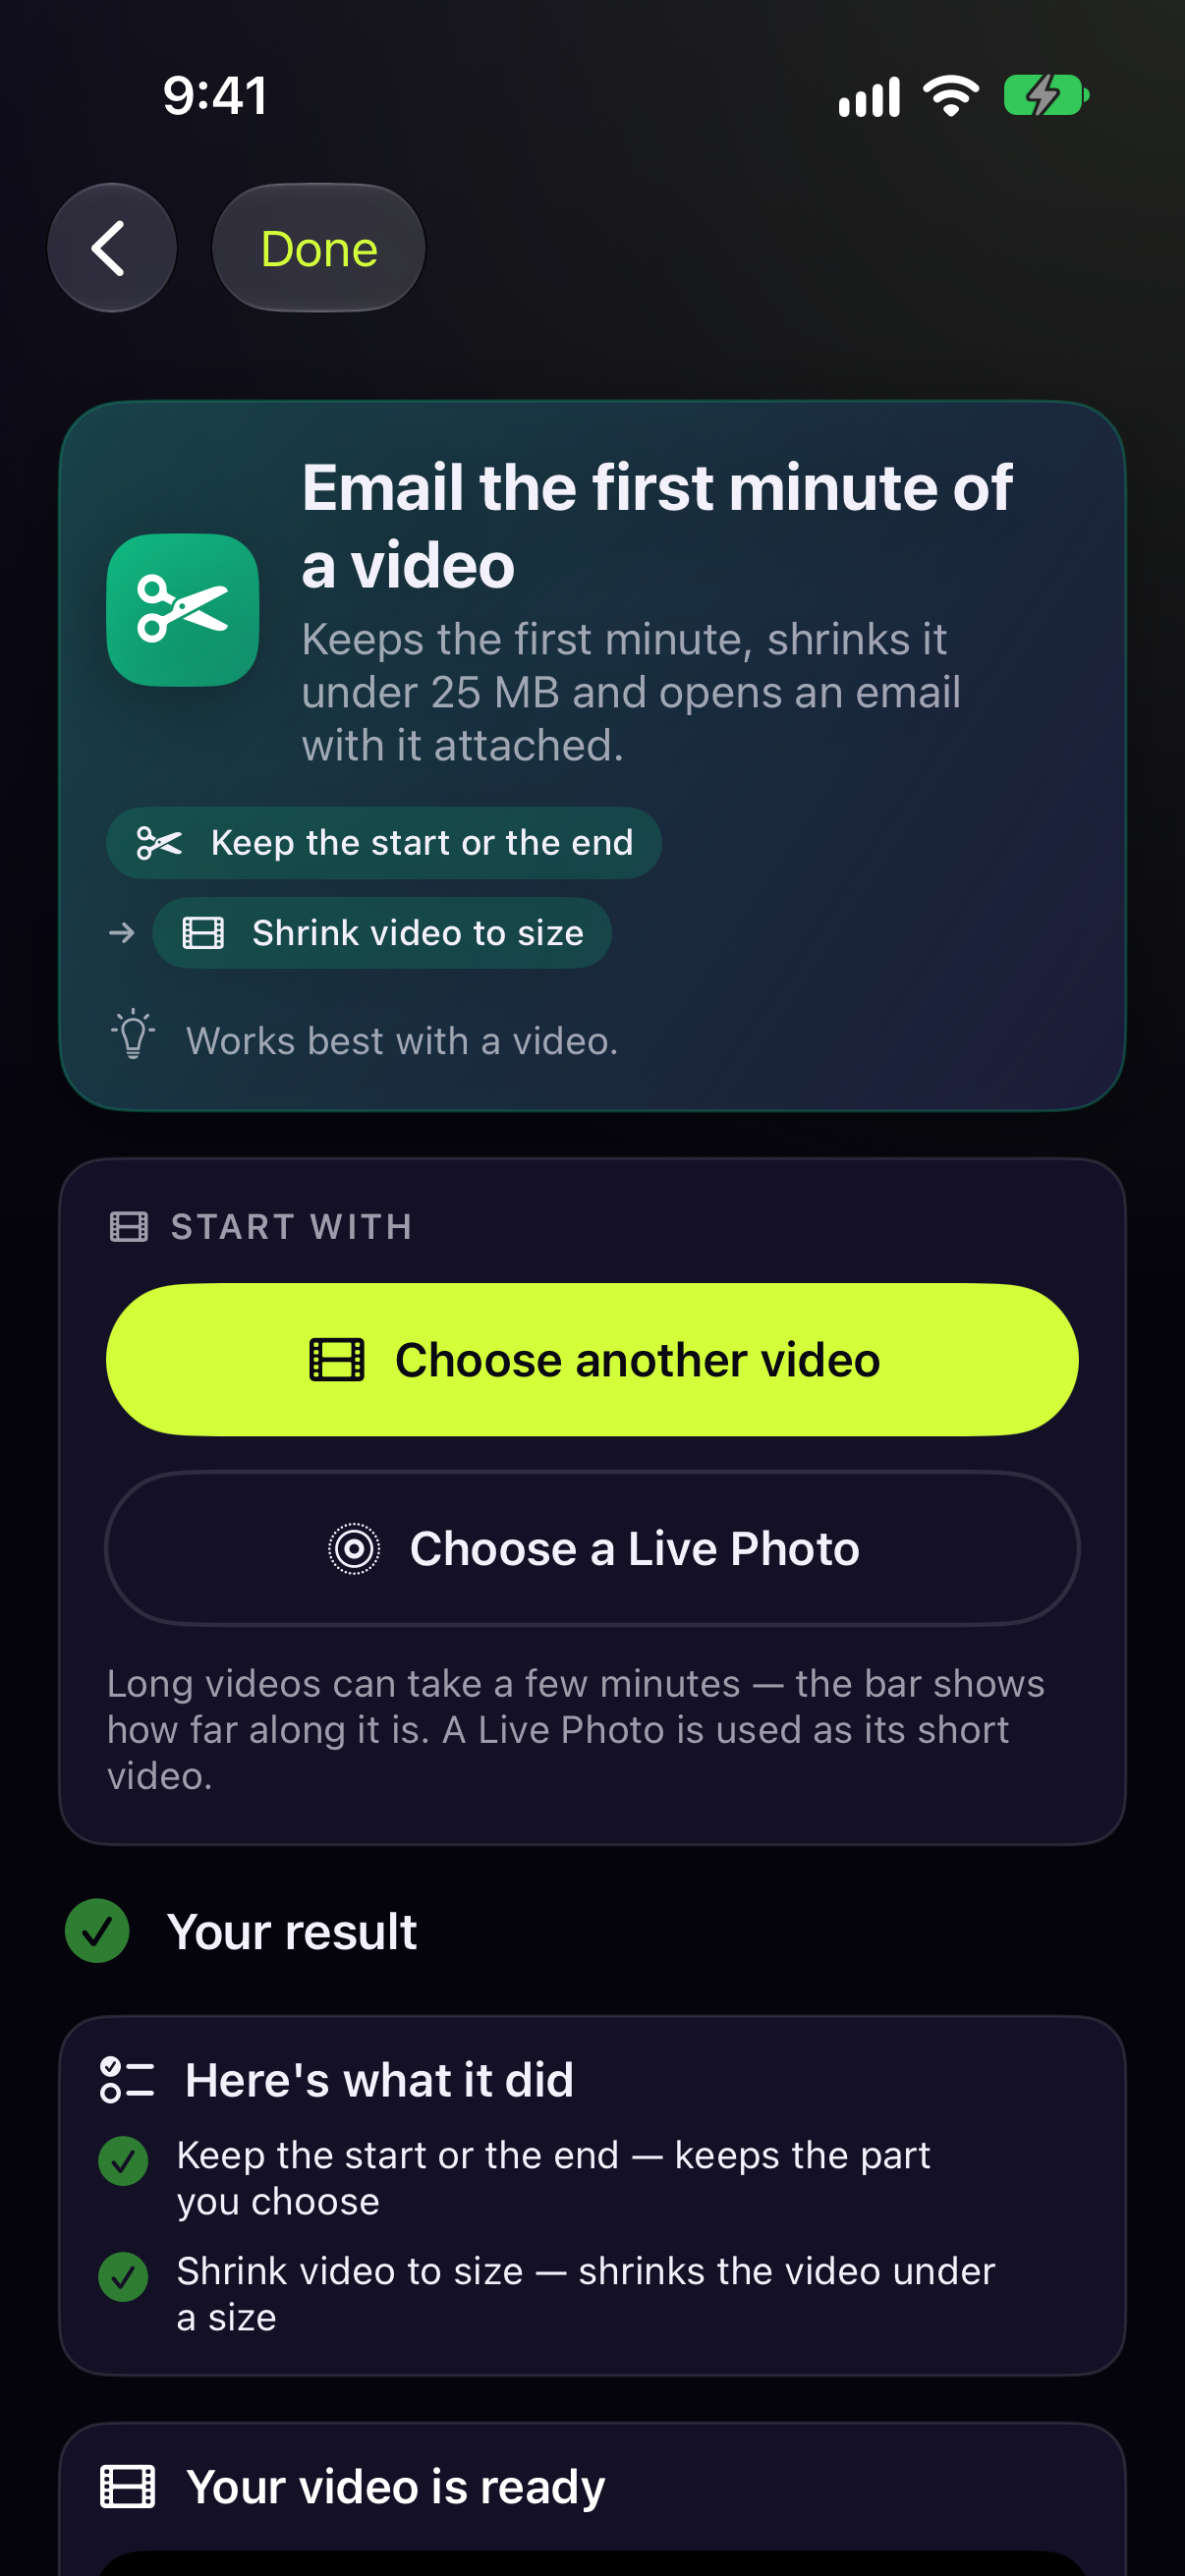 9:41
Done
Email the first minute of
a video
Keeps the first minute, shrinks it
under 25 MB and opens an email
with it attached.
Keep the start or the end
→ Shrink video to size
Works best with a video.
START WITH
Choose another video
Choose a Live Photo
Long videos can take a few minutes — the bar shows
how far along it is. A Live Photo is used as its short
video.
Your result
Here's what it did
Keep the start or the end — keeps the part
you choose
Shrink video to size — shrinks the video under
a size
Your video is ready